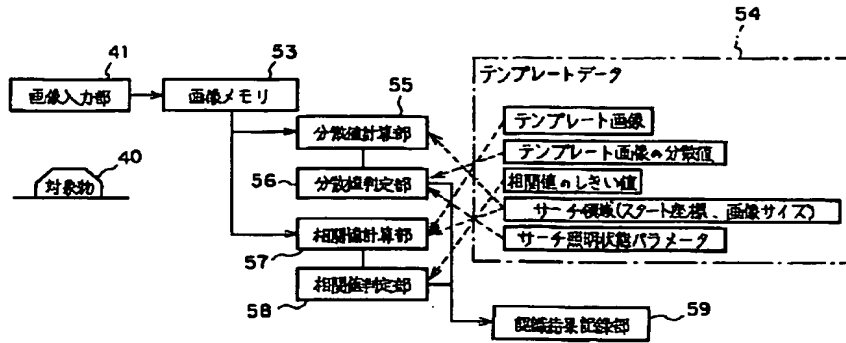 54
41
53
テンプレートデータ
画像入力部
画像メモリ
55
テンプレート画像
分散値計算部
テンプレート画像の分散値
40
対象物
56
分散値判定部
相関値のしきい値
サーチ領域(スタート座標、画像サイズ)
相関値計算部
57
サーチ照明状態パラメータ
相関値判定部
58
認識結果記録部
59